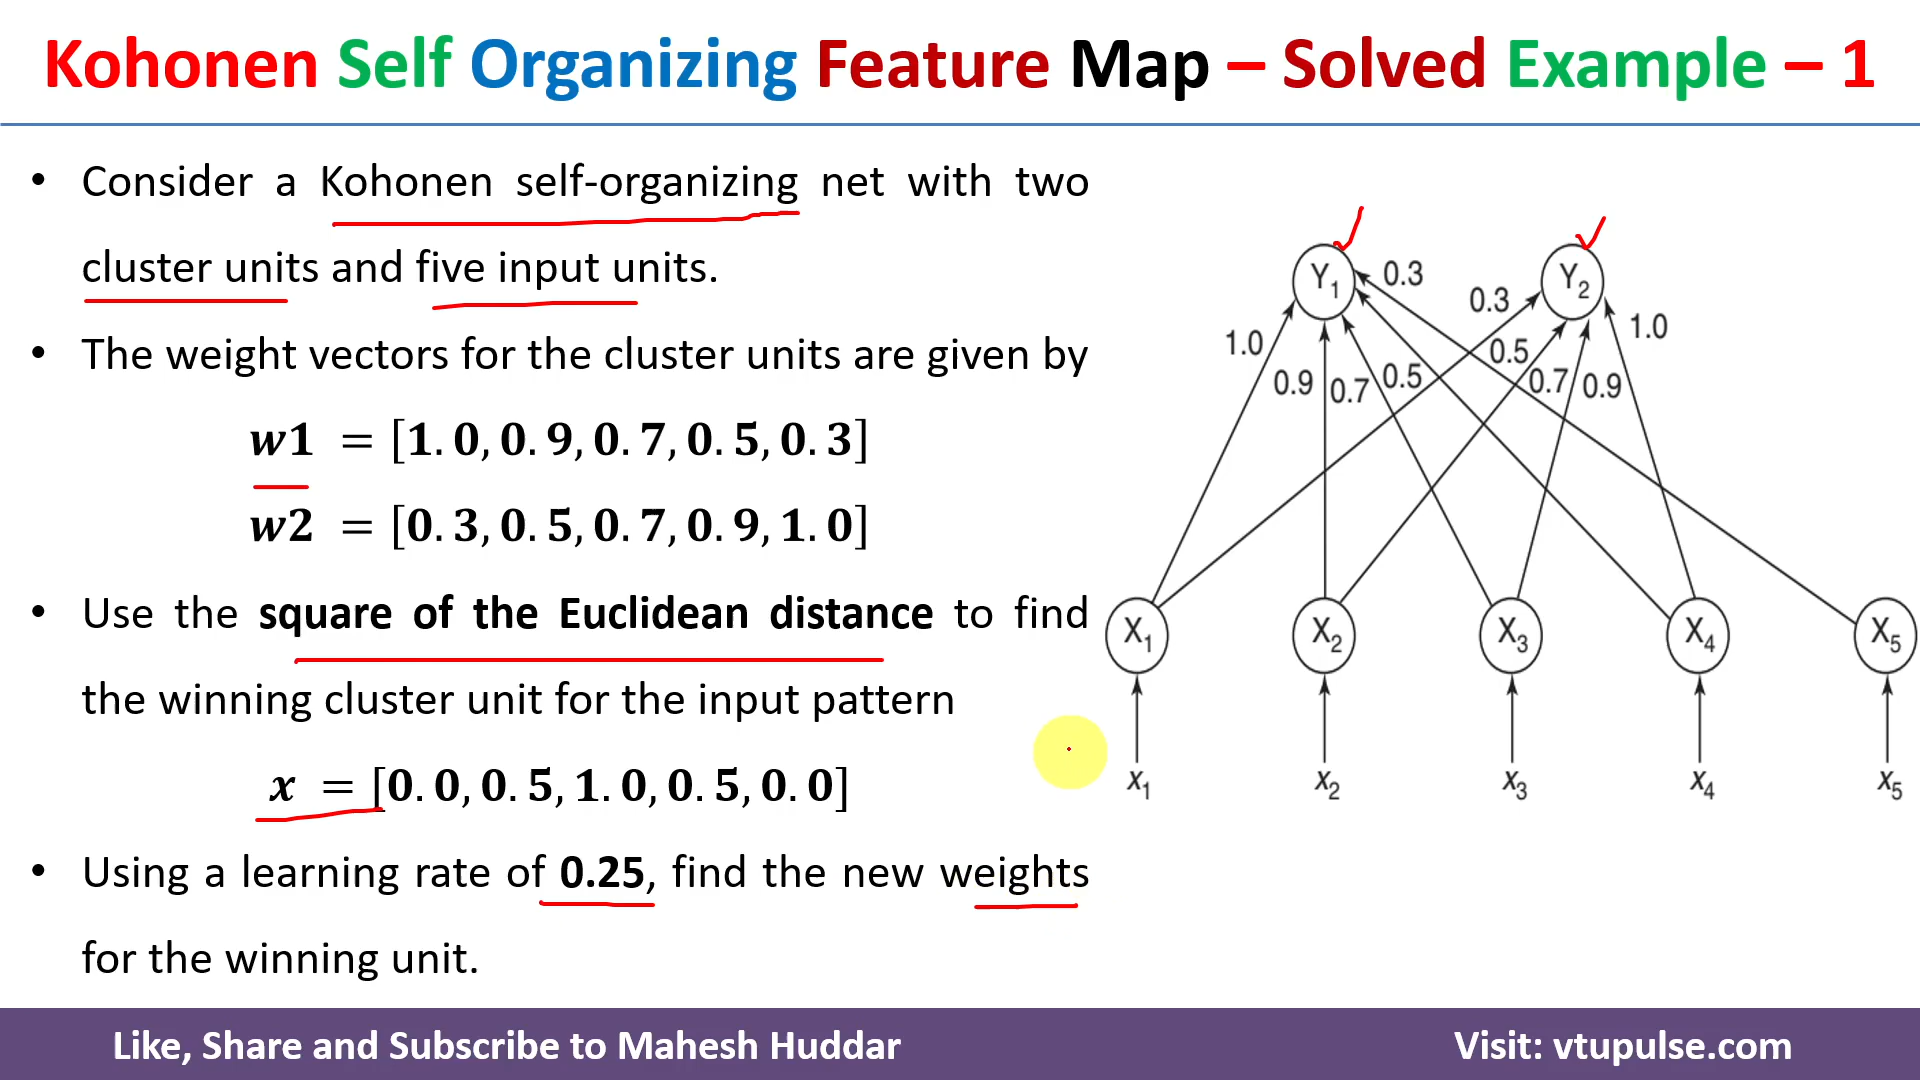 Kohonen Self Organizing Feature Map – Solved Example – 1
• Consider a Kohonen self-organizing net with two
cluster units and five input units.
• The weight vectors for the cluster units are given by
w1 = [1.0, 0.9, 0.7, 0.5, 0.3]
w2 = [0.3, 0.5, 0.7, 0.9, 1.0]
• Use the square of the Euclidean distance to find
the winning cluster unit for the input pattern
x = [0.0, 0.5, 1.0, 0.5, 0.0]
• Using a learning rate of 0.25, find the new weights
for the winning unit.
Y1 0.3 0.3 Y2
1.0 0.9 0.7 0.5 0.5 0.7 0.9 1.0
X1 X2 X3 X4 X5
x1 x2 x3 x4 x5
Like, Share and Subscribe to Mahesh Huddar
Visit: vtupulse.com